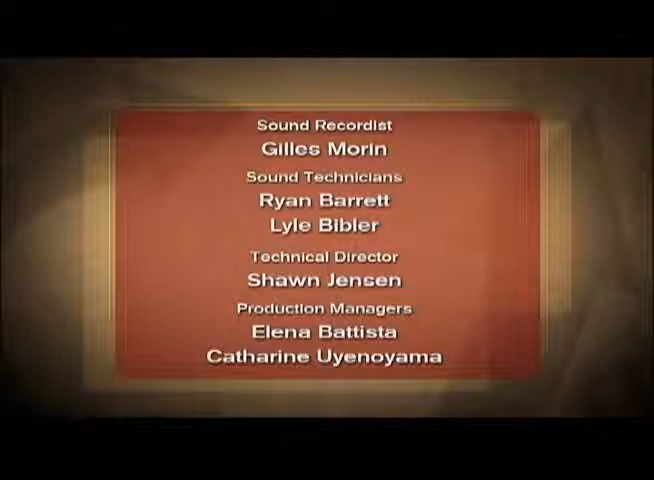 Sound Recordist
Gilles Morin
Sound Technicians
Ryan Barrett
Lyle Bibler
Technical Director
Shawn Jensen
Production Managers
Elena Battista
Catharine Uyenoyama